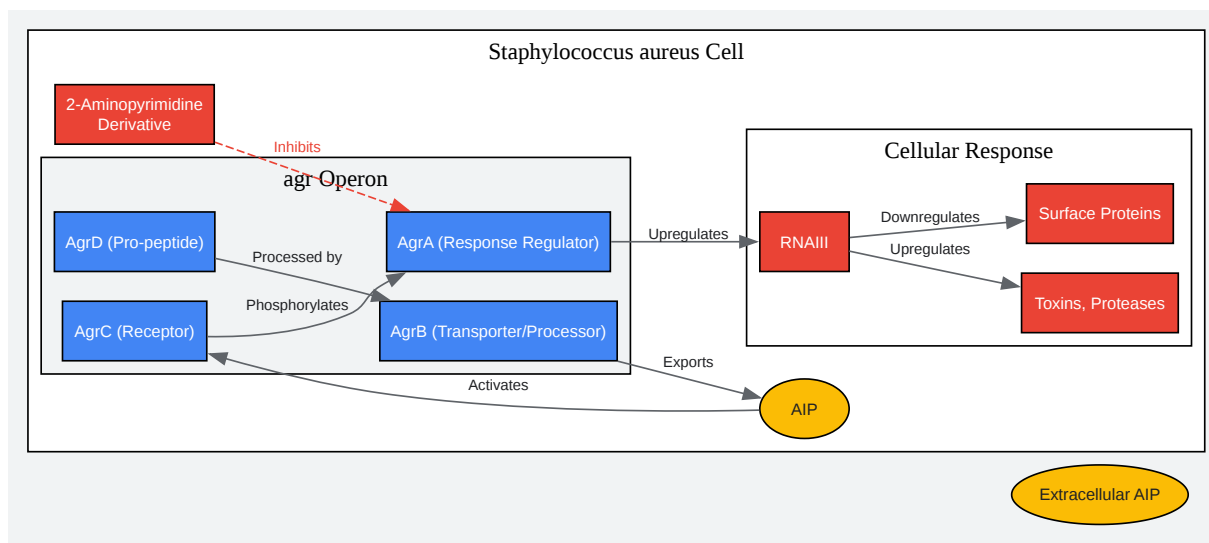 Staphylococcus aureus Cell
2-Aminopyrimidine
Derivative
Inhibits
agr Operon
AgrD (Pro-peptide)
AgrA (Response Regulator)
Processed by
Phosphorylates
AgrC (Receptor)
AgrB (Transporter/Processor)
Upregulates
Cellular Response
RNAIII
Downregulates
Surface Proteins
Upregulates
Toxins, Proteases
Exports
Activates
AIP
Extracellular AIP